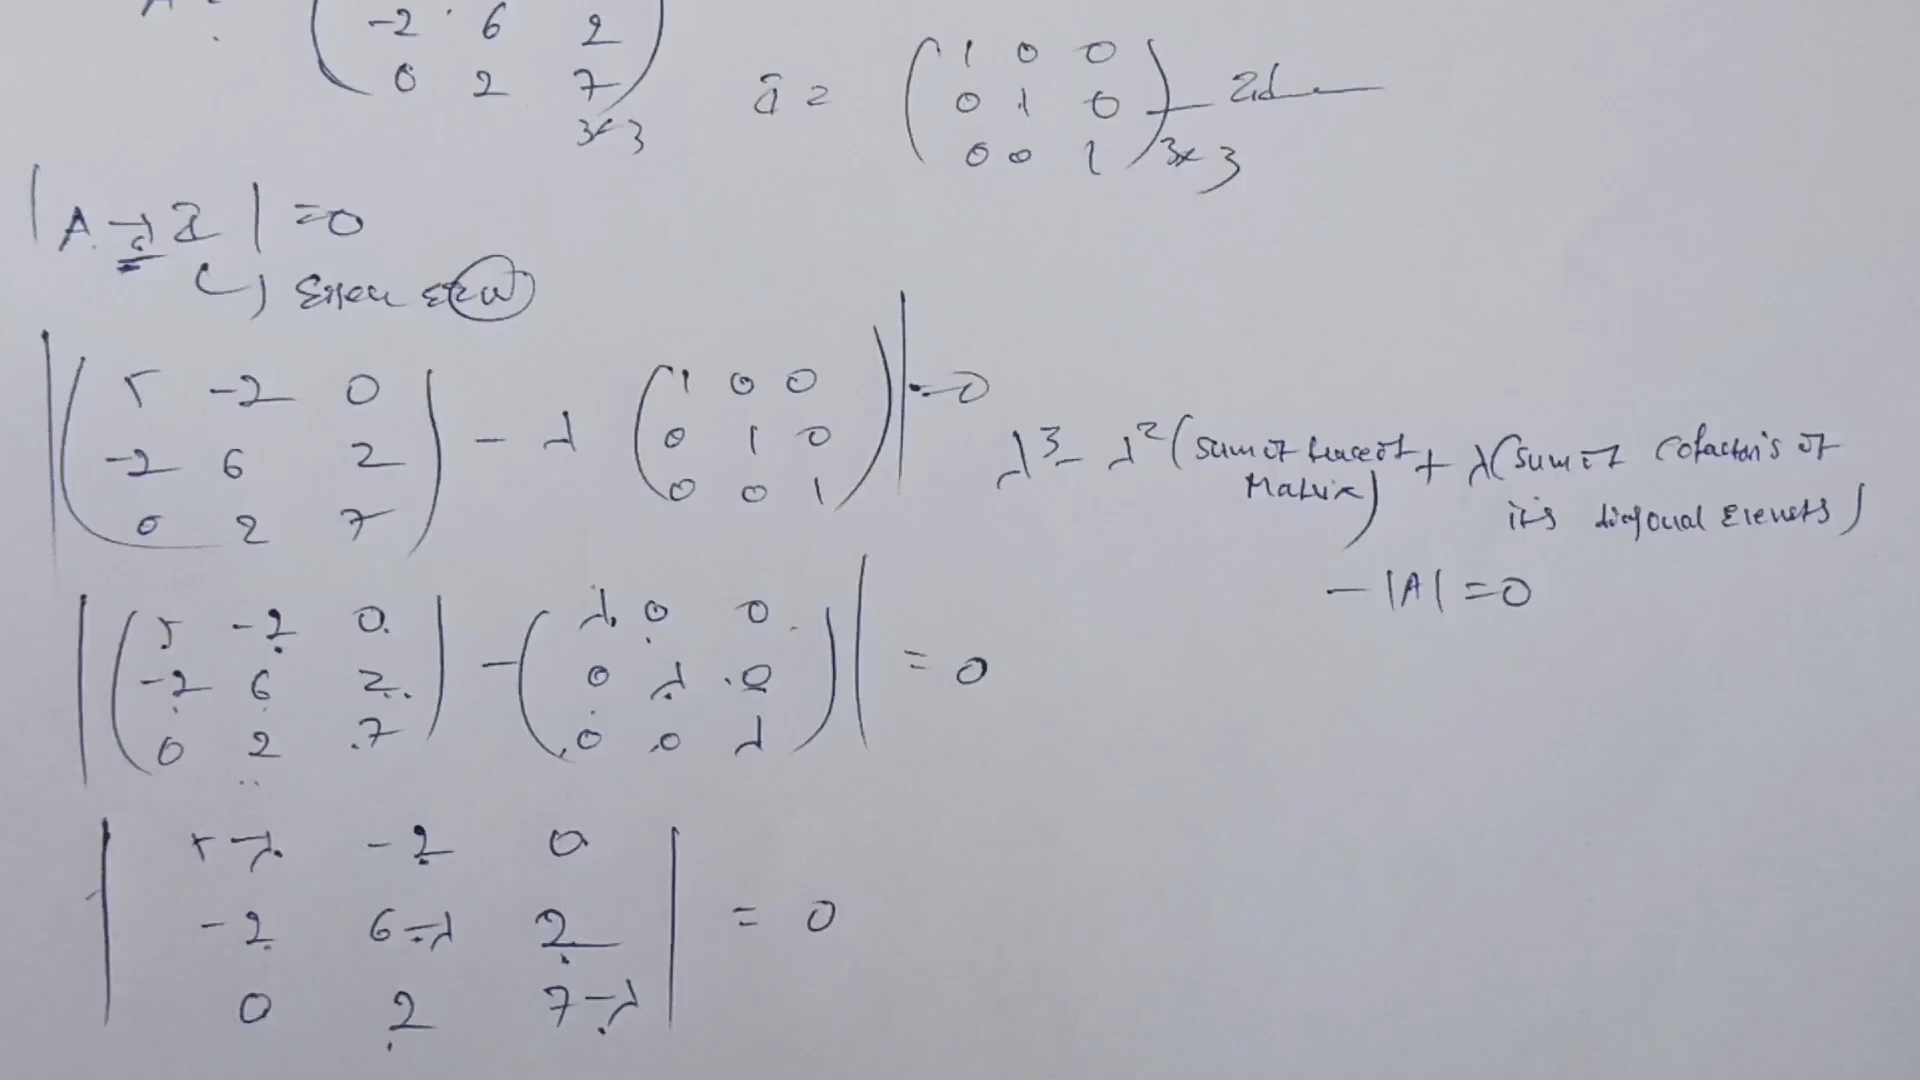 -2 6 2
0 2 7
3×3
I = ( 1 0 0
0 1 0
0 0 1 ) 3×3
|A - λI| = 0
|( 5 -2 0
-2 6 2
0 2 7 ) - λ ( 1 0 0
0 1 0
0 0 1 )| = 0
λ³ - λ² (sum of trace of Matrix) + λ (sum of cofactors of
its diagonal elements)
- |A| = 0
|( 5 -2 0
-2 6 2
0 2 7 ) - ( λ 0 0
0 λ 0
0 0 λ )| = 0
| 5-λ -2 0
-2 6-λ 2
0 2 7-λ | = 0